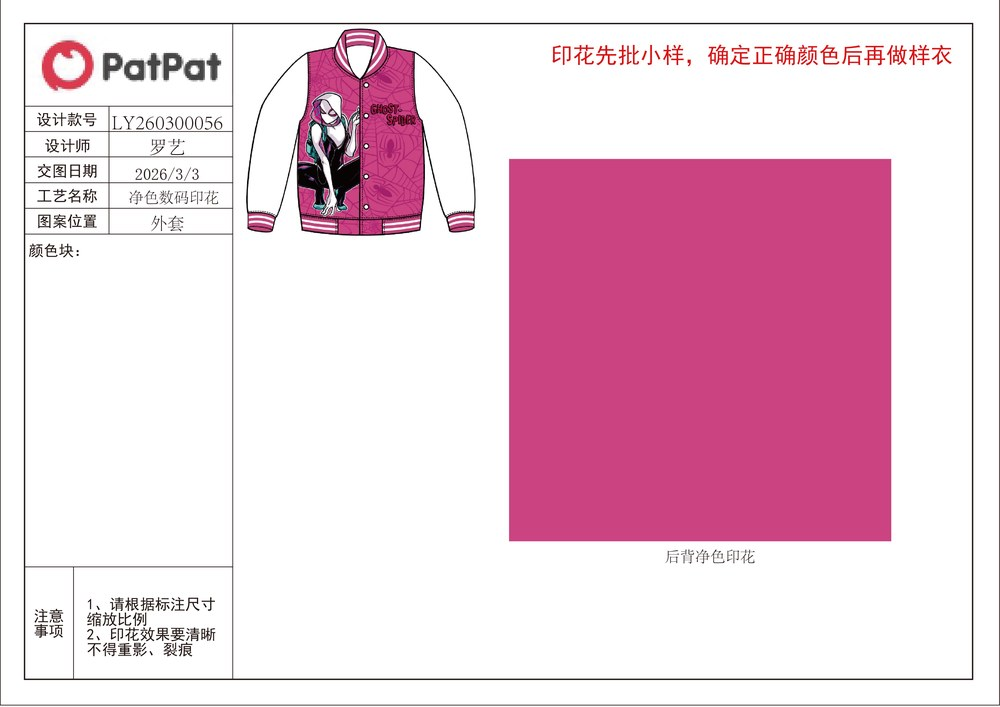 PatPat
设计款号 LY260300056
设计师 罗艺
交图日期 2026/3/3
工艺名称 净色数码印花
图案位置 外套
颜色块：
注意
事项
1、请根据标注尺寸
缩放比例
2、印花效果要清晰
不得重影、裂痕
GHOST-
SPIDER
印花先批小样，确定正确颜色后再做样衣
后背净色印花